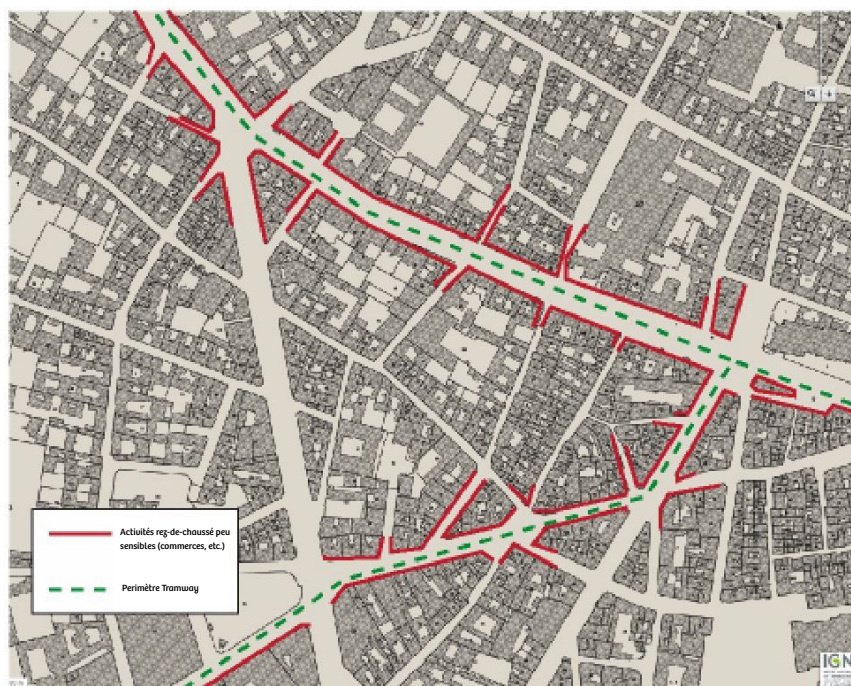 Activités rez-de-chaussé peu
sensibles (commerces, etc.)
Perimètre Tramway
IGN